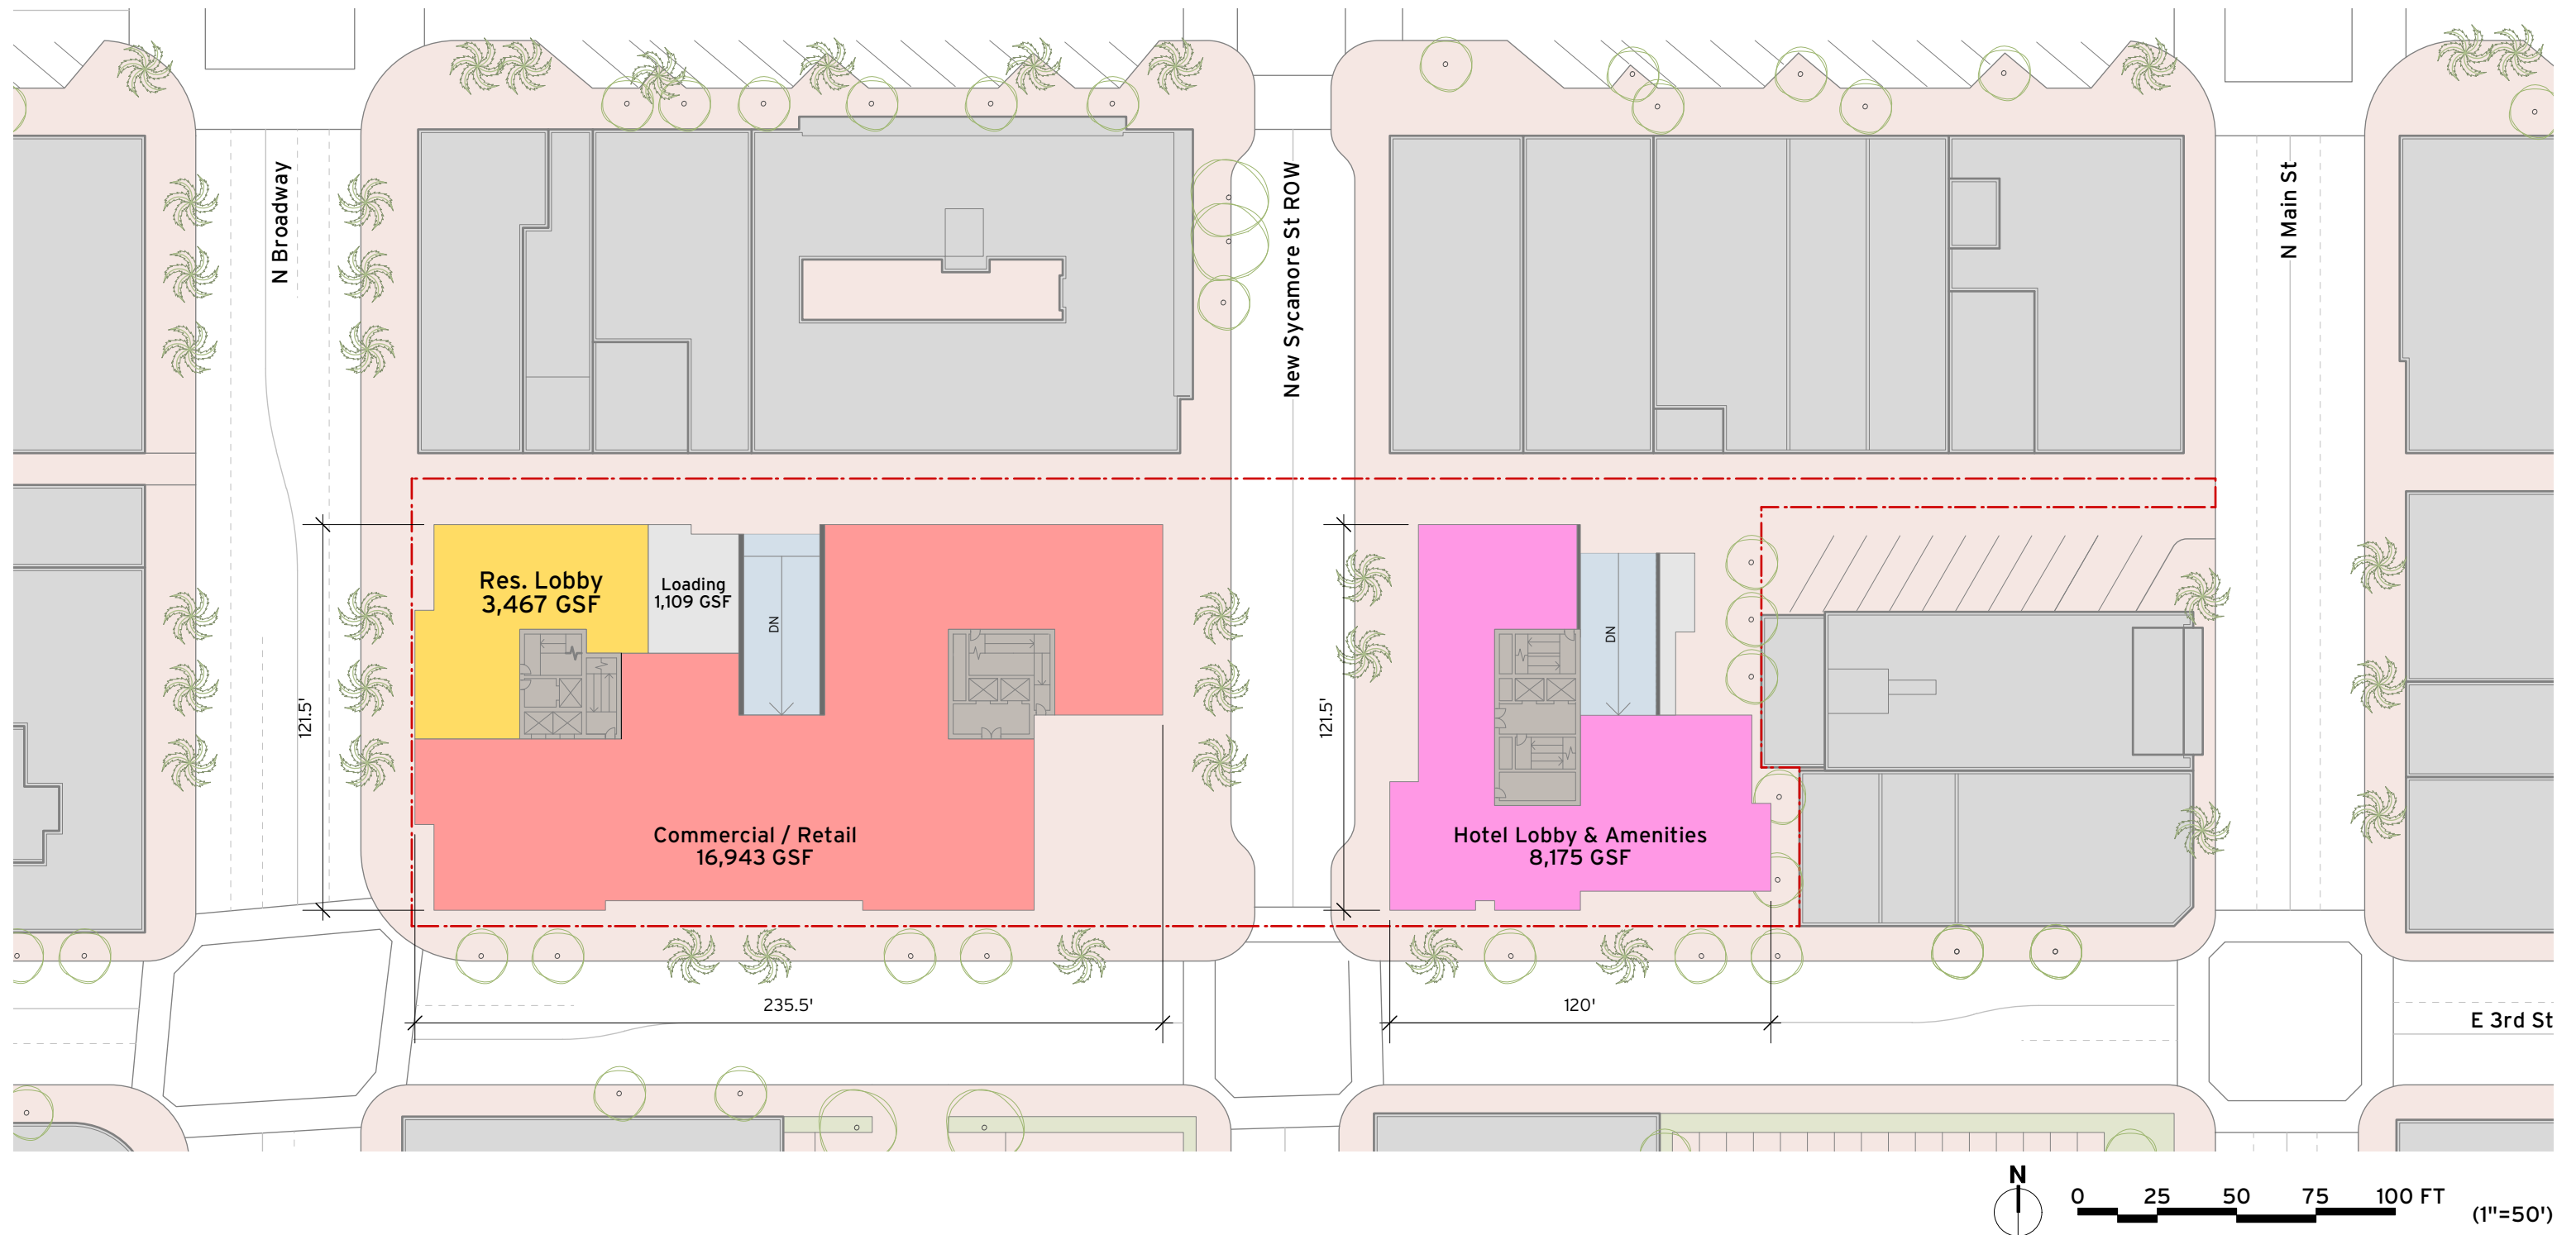 N Broadway
New Sycamore St ROW
N Main St
Res. Lobby
3,467 GSF
Loading
1,109 GSF
DN
DN
121.5'
121.5'
Commercial / Retail
16,943 GSF
Hotel Lobby & Amenities
8,175 GSF
235.5'
120'
E 3rd St
N
0 25 50 75 100 FT
(1"=50')